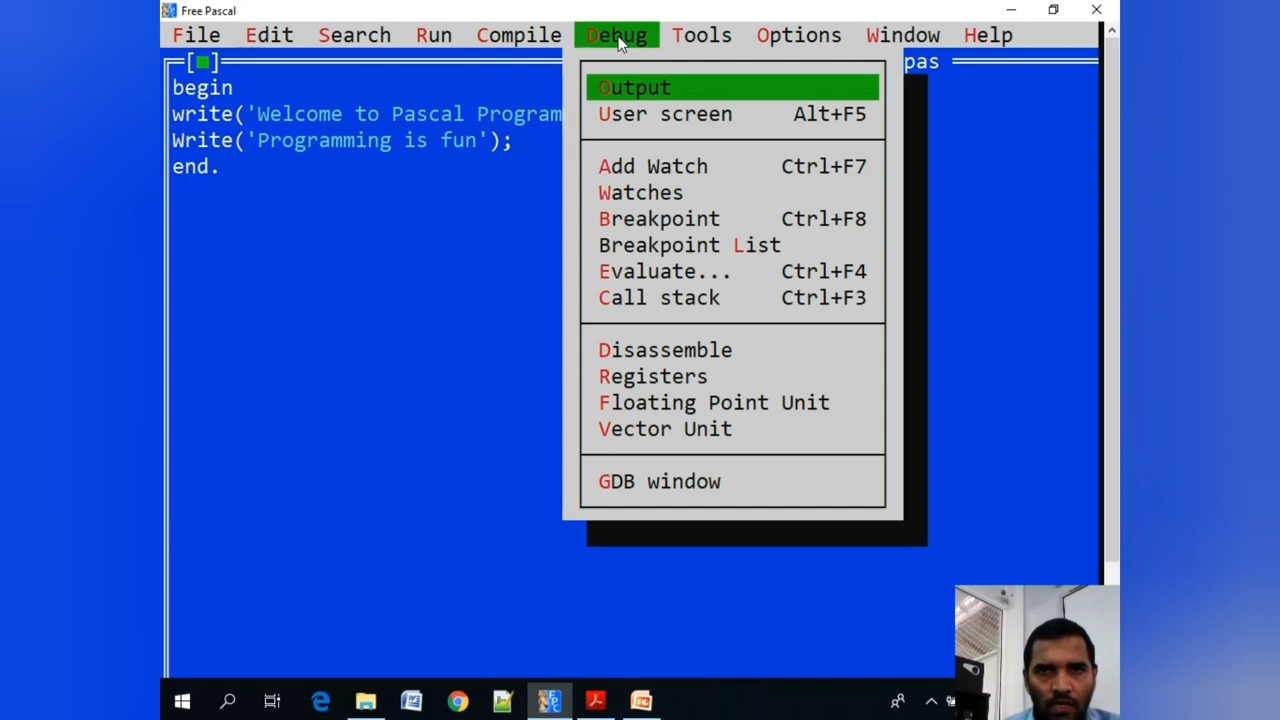 Free Pascal
File Edit Search Run Compile Debug Tools Options Window Help
pas
begin
write('Welcome to Pascal Program
Write('Programming is fun');
end.
Output
User screen Alt+F5
Add Watch Ctrl+F7
Watches
Breakpoint Ctrl+F8
Breakpoint List
Evaluate... Ctrl+F4
Call stack Ctrl+F3
Disassemble
Registers
Floating Point Unit
Vector Unit
GDB window